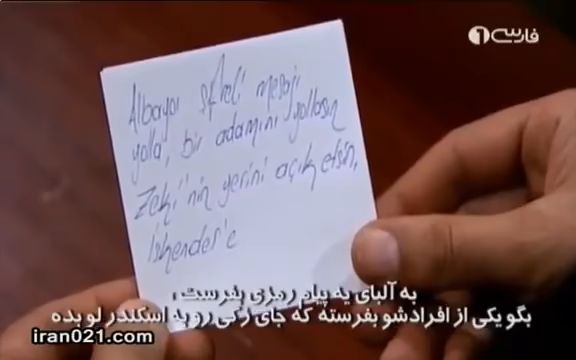 فارسی 1
Albaya şifreli mesajı
yolla, bir adamını yollasın
Zeki'nin yerini açık etsin,
İskender'e
به آلبای یه پیام رمزی بفرست ،
بگو یکی از افرادشو بفرسته که جای زکی رو به اسکندر لو بده
iran021.com